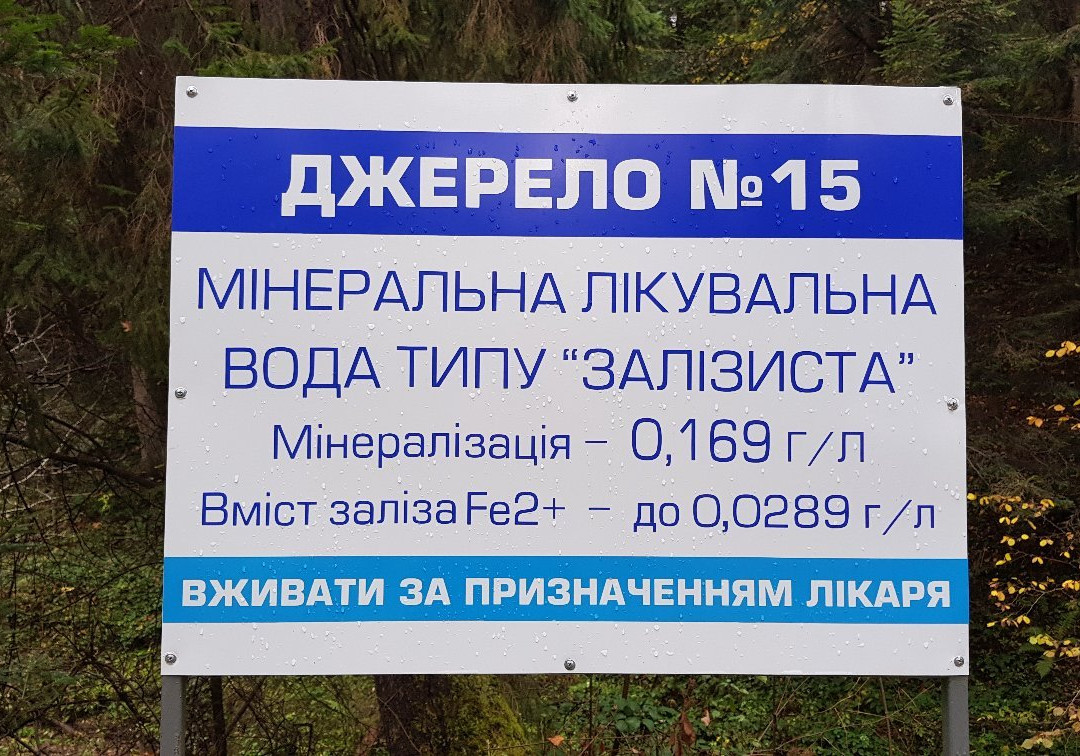 ДЖЕРЕЛО №15
МІНЕРАЛЬНА ЛІКУВАЛЬНА
ВОДА ТИПУ “ЗАЛІЗИСТА”
Мінералізація – 0,169 Г/Л
Вміст заліза Fe2+ – до 0,0289 г/л
ВЖИВАТИ ЗА ПРИЗНАЧЕННЯМ ЛІКАРЯ